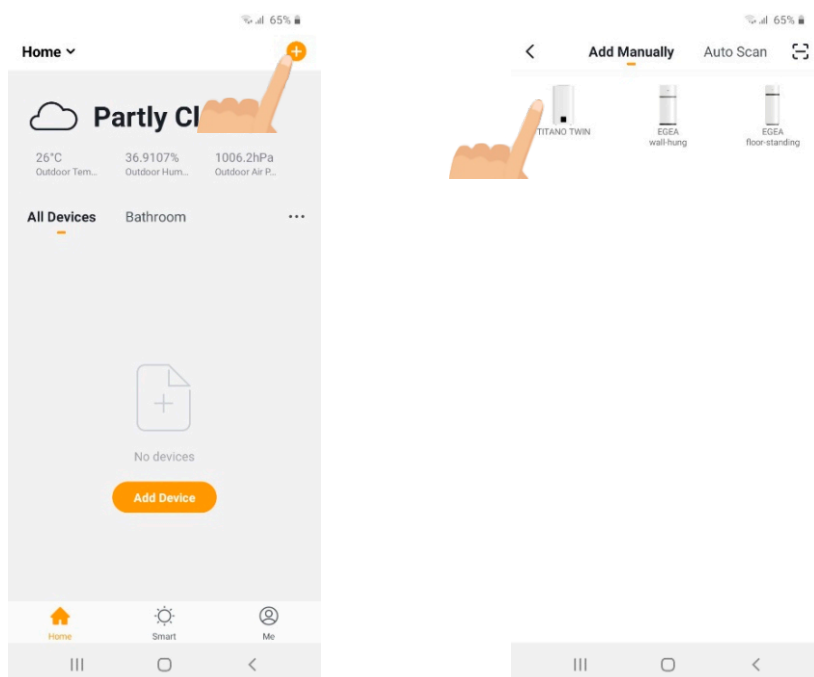 65%
Home
Partly Cl
26°C
36.9107%
1006.2hPa
Outdoor Tem...
Outdoor Hum...
Outdoor Air P...
All Devices
Bathroom
No devices
Add Device
Home
Smart
Me
65%
Add Manually
Auto Scan
TITANO TWIN
EGEA
wall-hung
EGEA
floor-standing